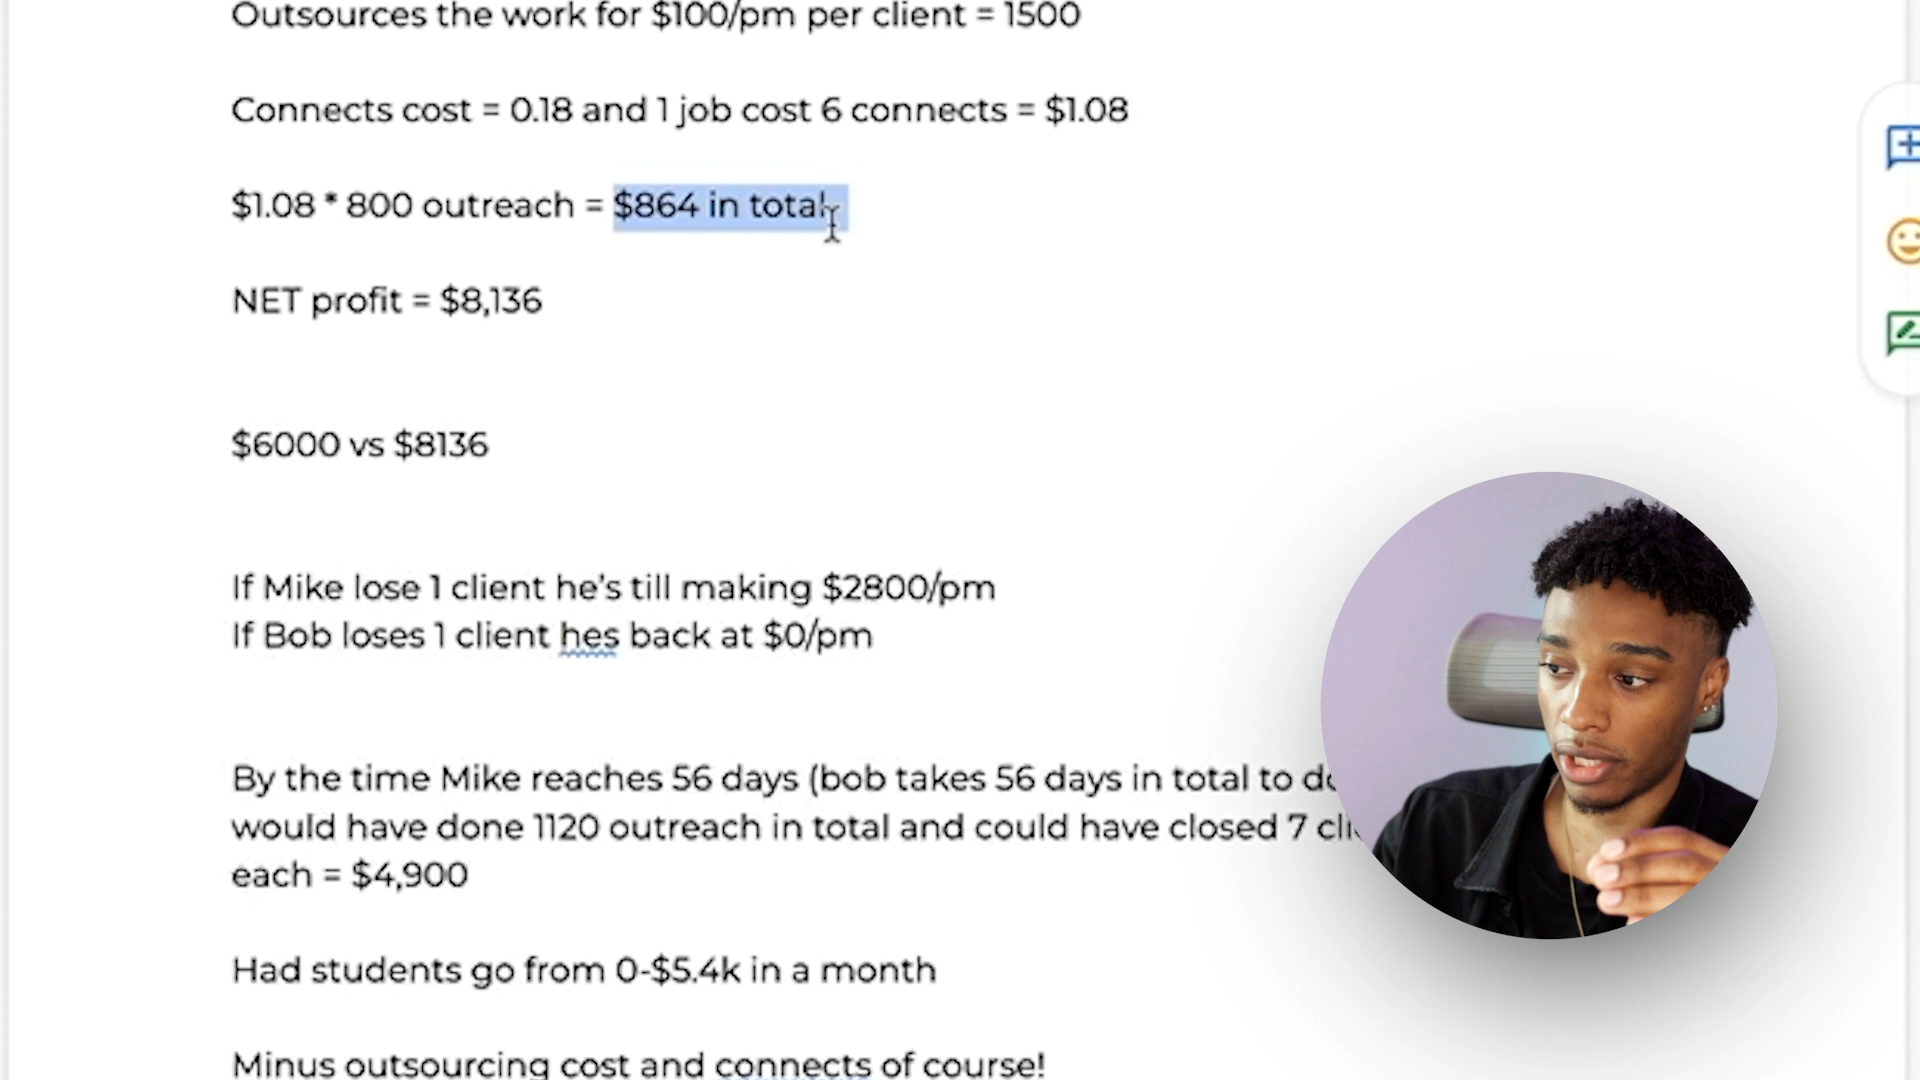 Outsources the work for $100/pm per client = 1500
Connects cost = 0.18 and 1 job cost 6 connects = $1.08
$1.08 * 800 outreach = $864 in total
NET profit = $8,136
$6000 vs $8136
If Mike lose 1 client he's till making $2800/pm
If Bob loses 1 client hes back at $0/pm
By the time Mike reaches 56 days (bob takes 56 days in total to
would have done 1120 outreach in total and could have closed 7
each = $4,900
Had students go from 0-$5.4k in a month
Minus outsourcing cost and connects of course!